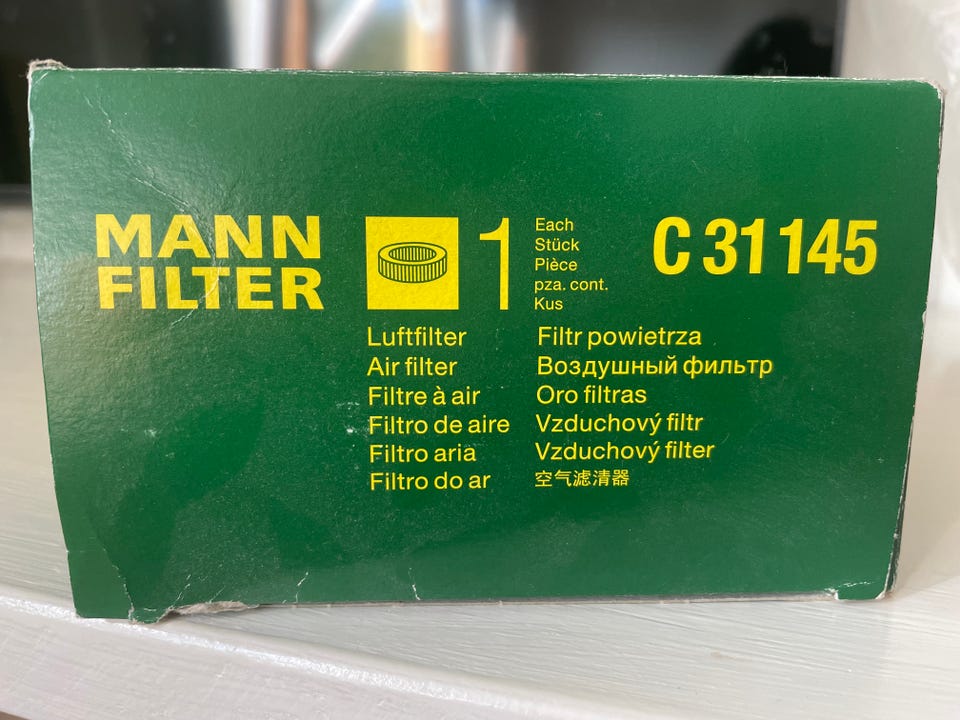 MANN
FILTER
1
Each
Stück
Pièce
pza. cont.
Kus
C 31 145
Luftfilter
Air filter
Filtre à air
Filtro de aire
Filtro aria
Filtro do ar
Filtr powietrza
Воздушный фильтр
Oro filtras
Vzduchový filtr
Vzduchový filter
空气滤清器